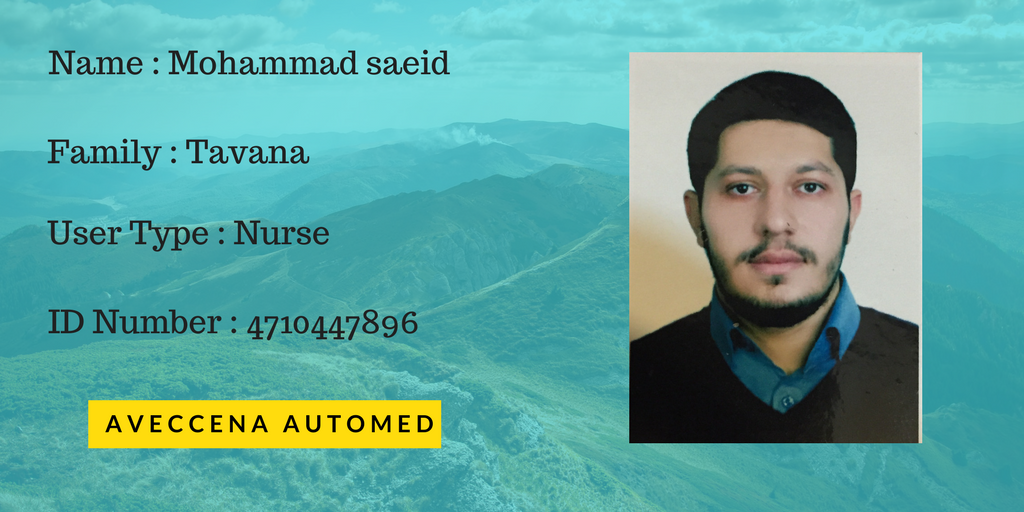 Name : Mohammad saeid
Family : Tavana
User Type : Nurse
ID Number : 4710447896
AVECCENA AUTOMED